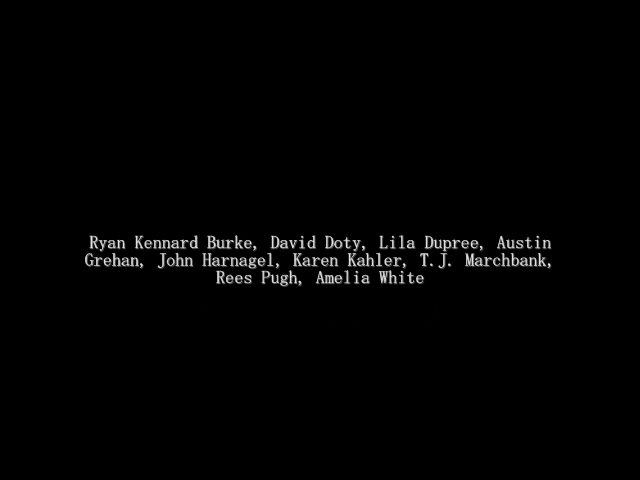 Ryan Kennard Burke, David Doty, Lila Dupree, Austin
Grehan, John Harnagel, Karen Kahler, T.J. Marchbank,
Rees Pugh, Amelia White